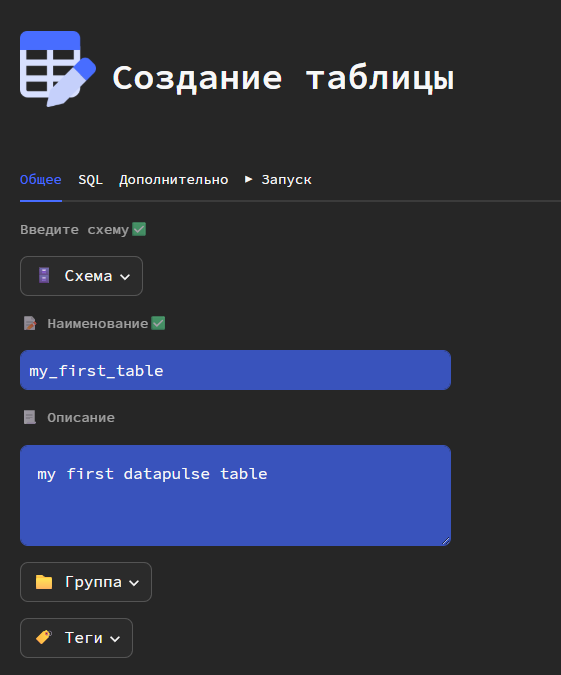 Создание таблицы
Общее SQL Дополнительно ▶ Запуск
Введите схему✅
Схема
Наименование✅
my_first_table
Описание
my first datapulse table
Группа
Теги